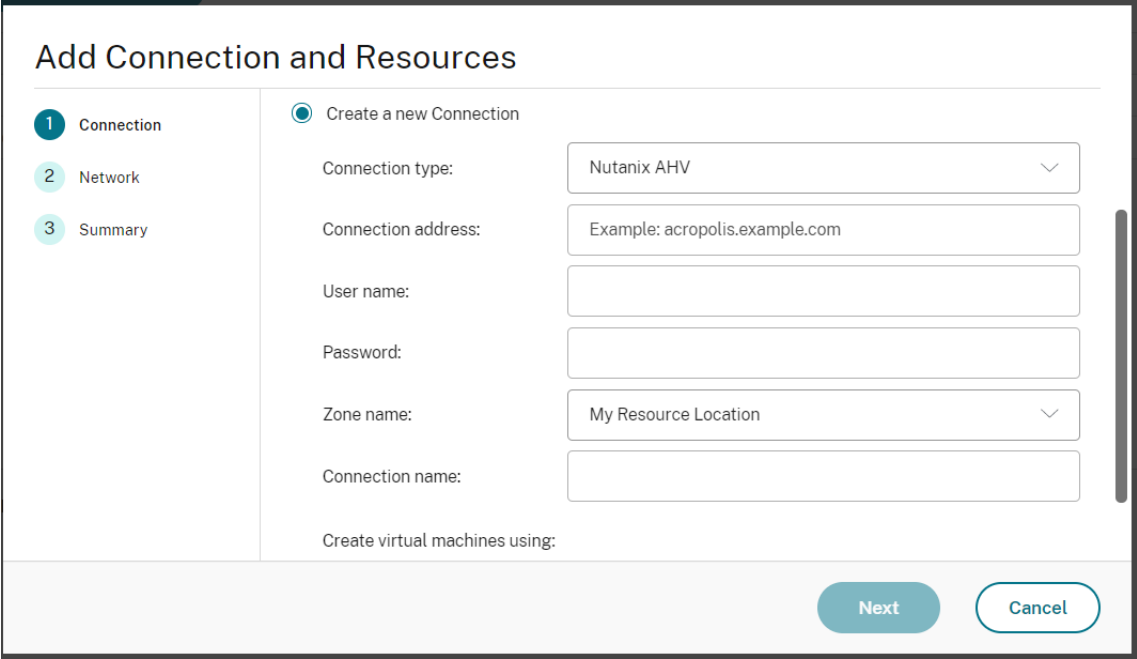 Add Connection and Resources
1 Connection
2 Network
3 Summary
Create a new Connection
Connection type: Nutanix AHV
Connection address: Example: acropolis.example.com
User name:
Password:
Zone name: My Resource Location
Connection name:
Create virtual machines using:
Next Cancel